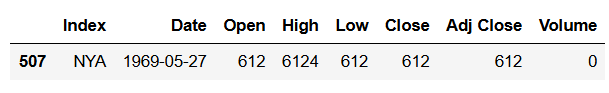 Index Date Open High Low Close Adj Close Volume
507 NYA 1969-05-27 612 6124 612 612 612 0